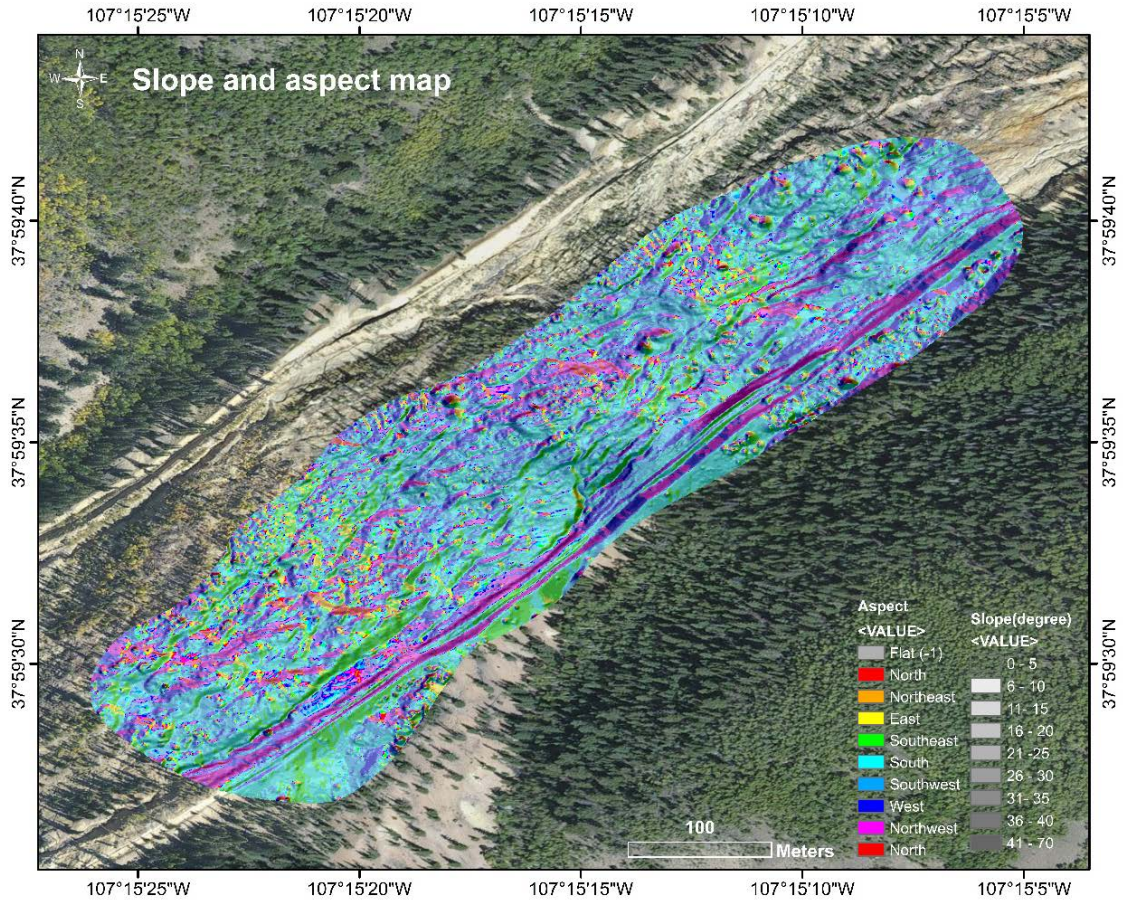 107°15'25"W 107°15'20"W 107°15'15"W 107°15'10"W 107°15'5"W
N
W E
S
Slope and aspect map
37°59'40"N 37°59'40"N
37°59'35"N 37°59'35"N
37°59'30"N 37°59'30"N
Aspect
<VALUE>
Flat (-1)
North
Northeast
East
Southeast
South
Southwest
West
Northwest
North
Slope(degree)
<VALUE>
0 - 5
6 - 10
11 - 15
16 - 20
21 -25
26 - 30
31- 35
36 - 40
41 - 70
100
Meters
107°15'25"W 107°15'20"W 107°15'15"W 107°15'10"W 107°15'5"W